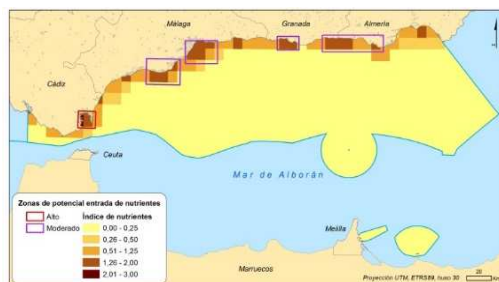 Málaga
Granada
Almería
Cádiz
Ceuta
Mar de Alborán
Melilla
Marruecos
Zonas de potencial entrada de nutrientes
Alto
Moderado
Índice de nutrientes
0,00 - 0,25
0,26 - 0,50
0,51 - 1,25
1,26 - 2,00
2,01 - 3,00
20
Proyección UTM, ETRS89, huso 30